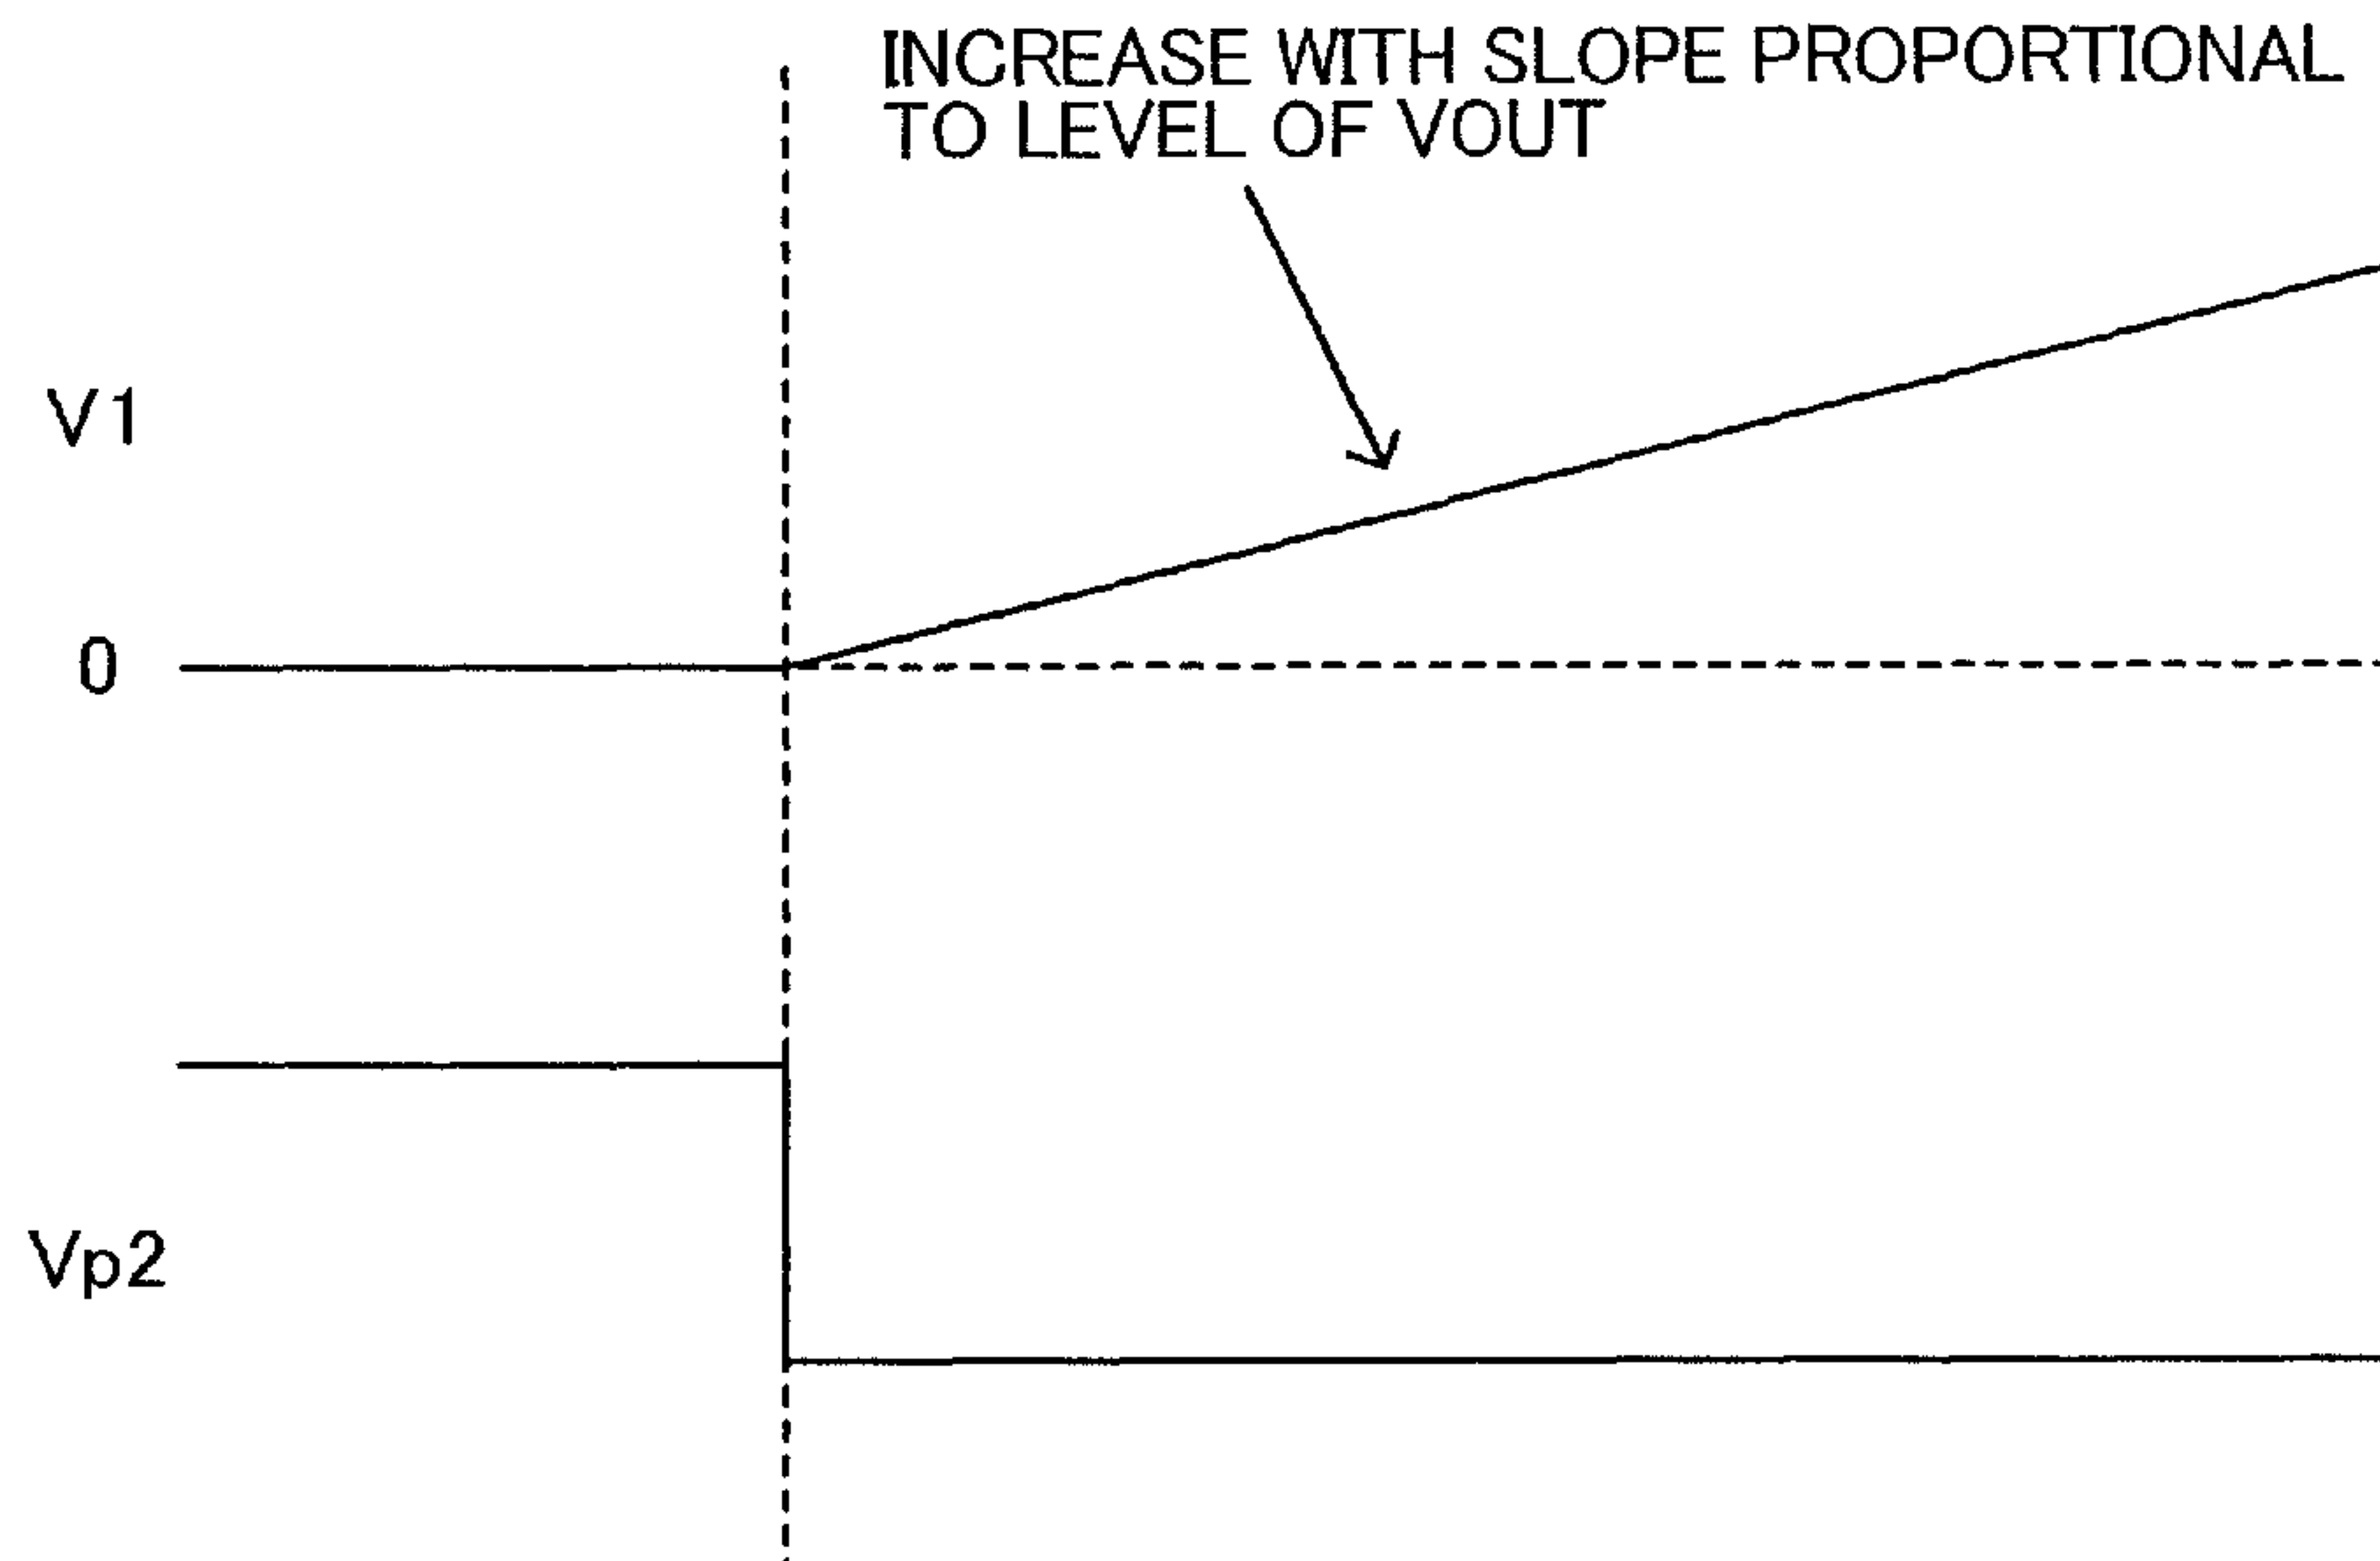 INCREASE WITH SLOPE PROPORTIONAL
TO LEVEL OF VOUT
V1
0
Vp2